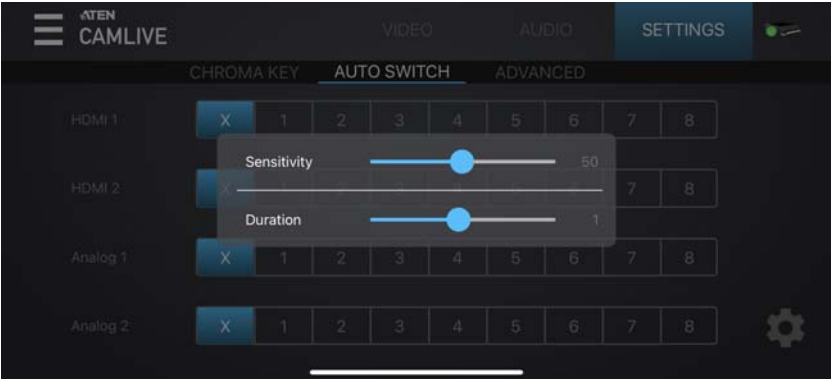 ATEN
CAMLIVE
VIDEO AUDIO SETTINGS
CHROMA KEY AUTO SWITCH ADVANCED
HDMI 1 X 1 2 3 4 5 6 7 8
Sensitivity 50
HDMI 2 X 7 8
Duration 1
Analog 1 X 1 2 3 4 5 6 7 8
Analog 2 X 1 2 3 4 5 6 7 8